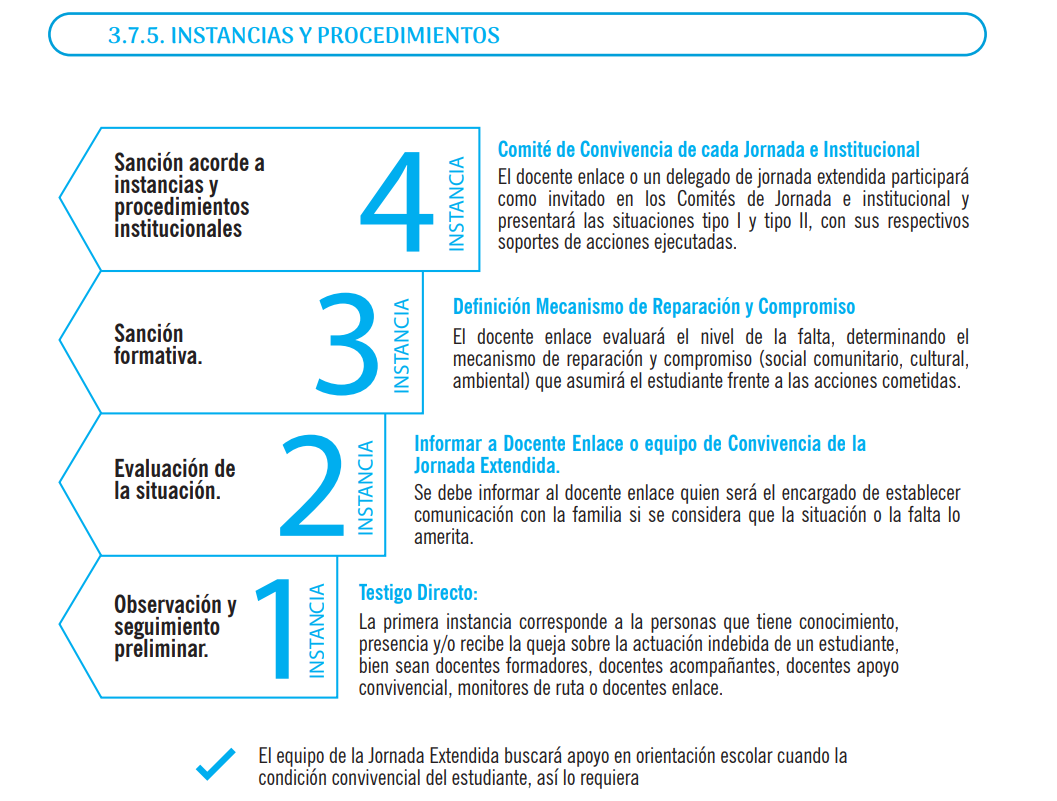 3.7.5. INSTANCIAS Y PROCEDIMIENTOS
Sanción acorde a
instancias y
procedimientos
institucionales
4
INSTANCIA
Comité de Convivencia de cada Jornada e Institucional
El docente enlace o un delegado de jornada extendida participará
como invitado en los Comités de Jornada e institucional y
presentará las situaciones tipo I y tipo II, con sus respectivos
soportes de acciones ejecutadas.
Sanción
formativa.
3
INSTANCIA
Definición Mecanismo de Reparación y Compromiso
El docente enlace evaluará el nivel de la falta, determinando el
mecanismo de reparación y compromiso (social comunitario, cultural,
ambiental) que asumirá el estudiante frente a las acciones cometidas.
Evaluación de
la situación.
2
INSTANCIA
Informar a Docente Enlace o equipo de Convivencia de la
Jornada Extendida.
Se debe informar al docente enlace quien será el encargado de establecer
comunicación con la familia si se considera que la situación o la falta lo
amerita.
Observación y
seguimiento
preliminar.
1
INSTANCIA
Testigo Directo:
La primera instancia corresponde a la personas que tiene conocimiento,
presencia y/o recibe la queja sobre la actuación indebida de un estudiante,
bien sean docentes formadores, docentes acompañantes, docentes apoyo
convivencial, monitores de ruta o docentes enlace.
El equipo de la Jornada Extendida buscará apoyo en orientación escolar cuando la
condición convivencial del estudiante, así lo requiera